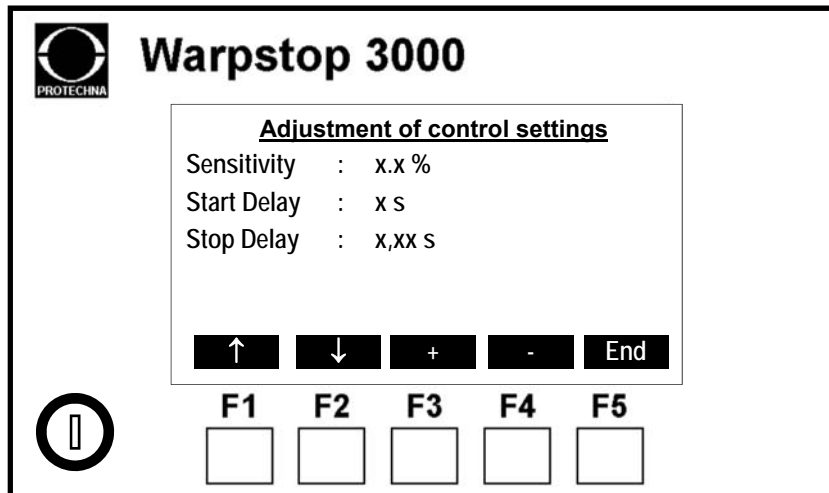 PROTECHNA
Warpstop 3000
Adjustment of control settings
Sensitivity : x.x %
Start Delay : x s
Stop Delay : x,xx s
↑ ↓ + - End
F1 F2 F3 F4 F5